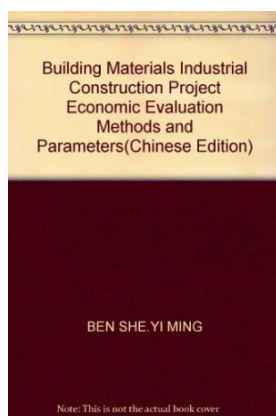 Building Materials Industrial
Construction Project
Economic Evaluation
Methods and
Parameters(Chinese Edition)
BEN SHE.YI MING
Note: This is not the actual book cover